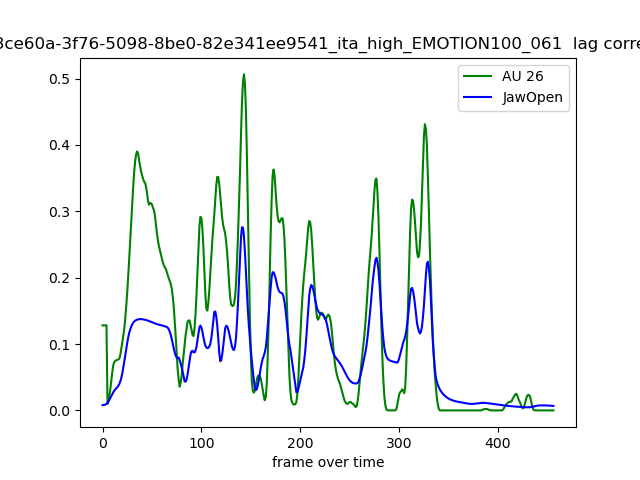 3ce60a-3f76-5098-8be0-82e341ee9541_ita_high_EMOTION100_061 lag corre
AU 26
JawOpen
0.5
0.4
0.3
0.2
0.1
0.0
0 100 200 300 400
frame over time